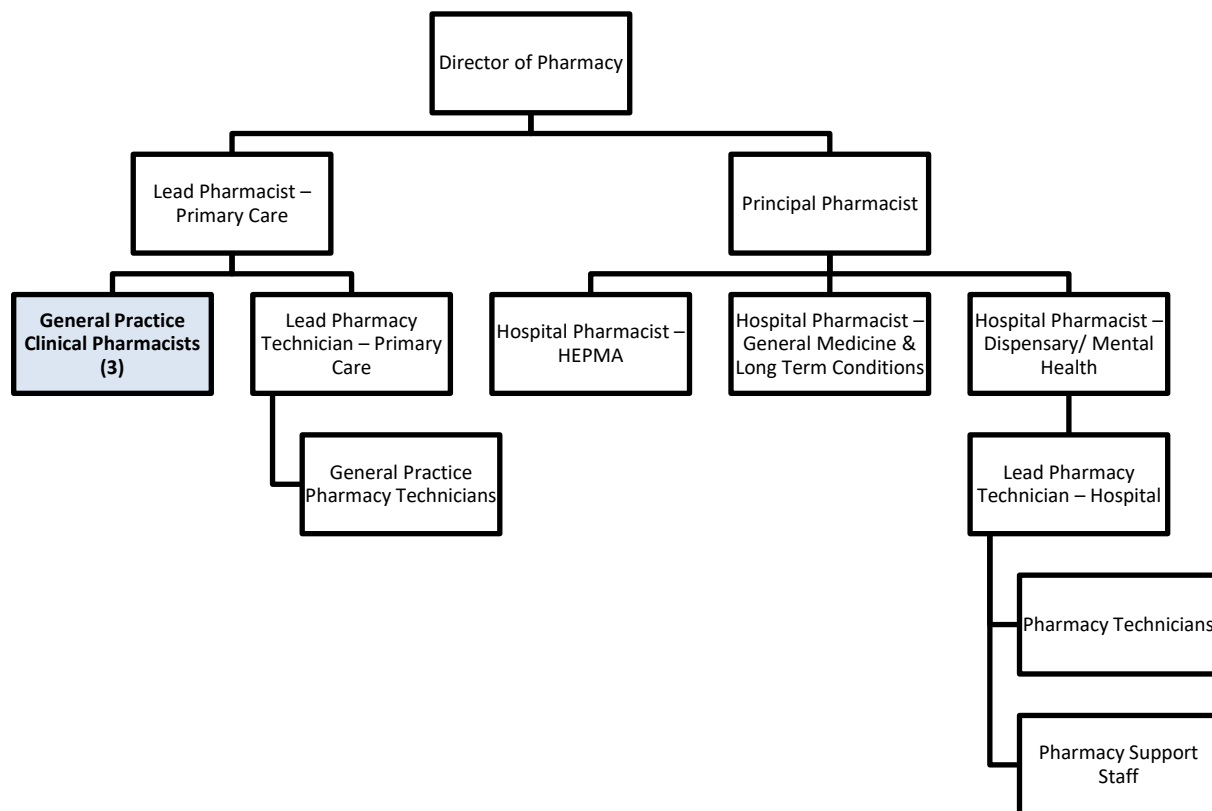 Director of Pharmacy
Lead Pharmacist –
Primary Care
Principal Pharmacist
General Practice
Clinical Pharmacists
(3)
Lead Pharmacy
Technician – Primary
Care
Hospital Pharmacist –
HEPMA
Hospital Pharmacist –
General Medicine &
Long Term Conditions
Hospital Pharmacist –
Dispensary/ Mental
Health
General Practice
Pharmacy Technicians
Lead Pharmacy
Technician – Hospital
Pharmacy Technicians
Pharmacy Support
Staff